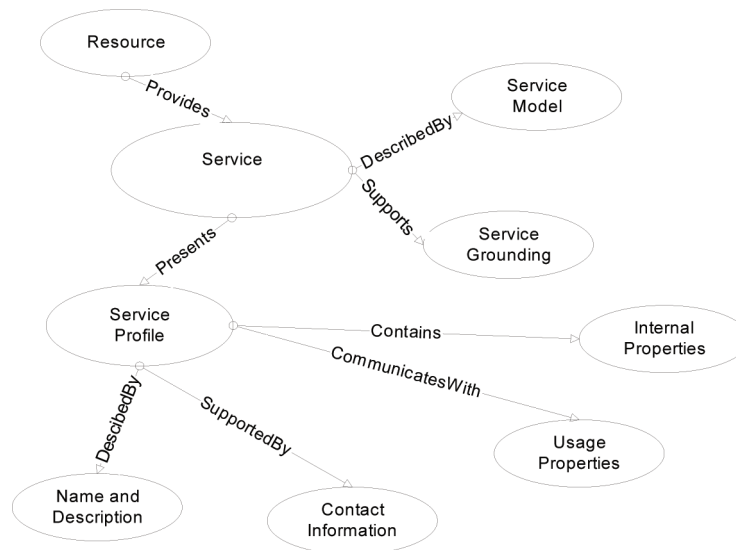 Resource
Provides
Service
Model
DescribedBy
Service
Supports
Service
Grounding
Presents
Service
Profile
Contains
Internal
Properties
CommunicatesWith
DescibedBy
SupportedBy
Usage
Properties
Name and
Description
Contact
Information